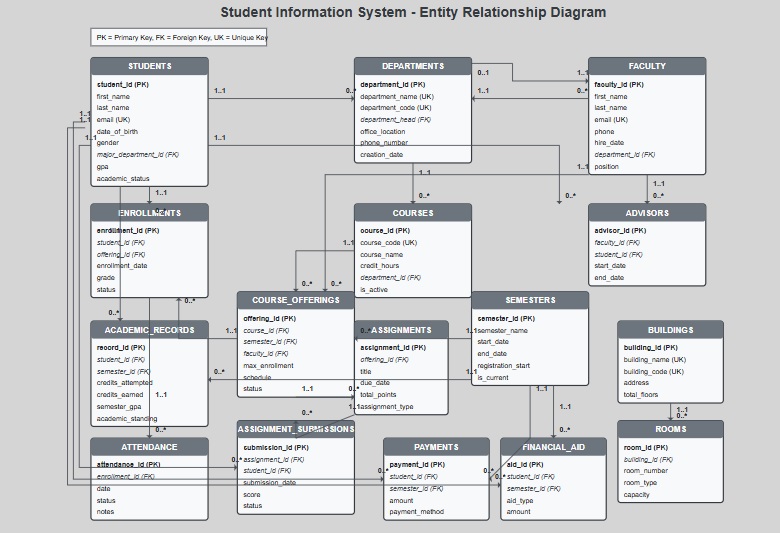 Student Information System - Entity Relationship Diagram
PK = Primary Key, FK = Foreign Key, UK = Unique Key
STUDENTS
student_id (PK)
first_name
last_name
email (UK)
date_of_birth
gender
major_department_id (FK)
gpa
academic_status
DEPARTMENTS
department_id (PK)
department_name (UK)
department_code (UK)
department_head (FK)
office_location
phone_number
creation_date
FACULTY
faculty_id (PK)
first_name
last_name
email (UK)
phone
hire_date
department_id (FK)
position
1..1
0..*
0..1
1..1
1..1
0..*
1..1
1..1
1..1
1..1
1..1
0..*
1..1
1..1
0..*
1..1
0..*
ENROLLMENTS
enrollment_id (PK)
student_id (FK)
offering_id (FK)
enrollment_date
grade
status
COURSES
course_id (PK)
course_code (UK)
course_name
credit_hours
department_id (FK)
is_active
ADVISORS
advisor_id (PK)
faculty_id (FK)
student_id (FK)
start_date
end_date
1..1
0..*
0..*
0..*
0..*
COURSE_OFFERINGS
offering_id (PK)
course_id (FK)
semester_id (FK)
faculty_id (FK)
max_enrollment
schedule
status
SEMESTERS
semester_id (PK)
semester_name
start_date
end_date
registration_start
is_current
ACADEMIC_RECORDS
record_id (PK)
student_id (FK)
semester_id (FK)
credits_attempted
credits_earned
semester_gpa
academic_standing
ASSIGNMENTS
assignment_id (PK)
offering_id (FK)
title
due_date
total_points
assignment_type
BUILDINGS
building_id (PK)
building_name (UK)
building_code (UK)
address
total_floors
1..1
1..1
0..*
1..1
1..1
0..*
1..1
1..1
1..1
0..*
1..1
1..1
0..*
0..*
0..*
ATTENDANCE
attendance_id (PK)
enrollment_id (FK)
date
status
notes
ASSIGNMENT_SUBMISSIONS
submission_id (PK)
assignment_id (FK)
student_id (FK)
submission_date
score
status
PAYMENTS
payment_id (PK)
student_id (FK)
semester_id (FK)
amount
payment_method
FINANCIAL_AID
aid_id (PK)
student_id (FK)
semester_id (FK)
aid_type
amount
ROOMS
room_id (PK)
building_id (FK)
room_number
room_type
capacity
0..*
0..*
0..*
0..*